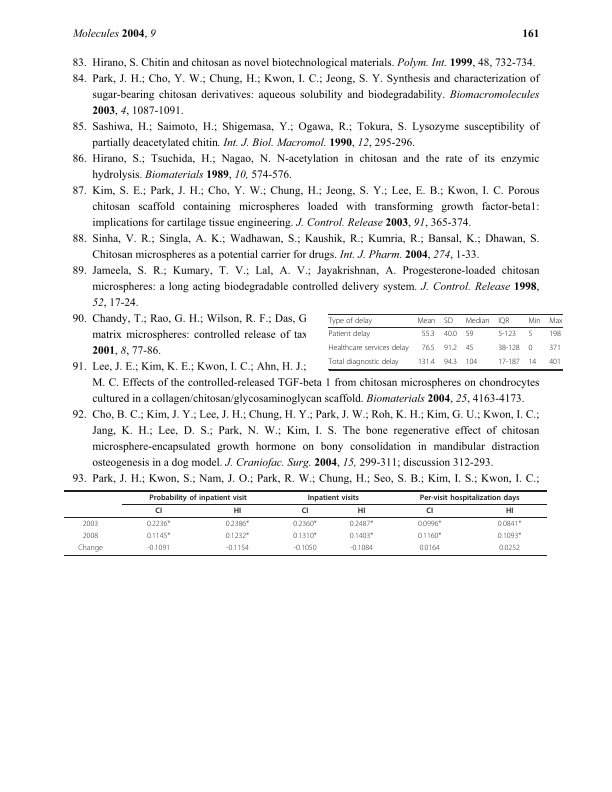 Molecules 2004, 9 161
83. Hirano, S. Chitin and chitosan as novel biotechnological materials. Polym. Int. 1999, 48, 732-734.
84. Park, J. H.; Cho, Y. W.; Chung, H.; Kwon, I. C.; Jeong, S. Y. Synthesis and characterization of
sugar-bearing chitosan derivatives: aqueous solubility and biodegradability. Biomacromolecules
2003, 4, 1087-1091.
85. Sashiwa, H.; Saimoto, H.; Shigemasa, Y.; Ogawa, R.; Tokura, S. Lysozyme susceptibility of
partially deacetylated chitin. Int. J. Biol. Macromol. 1990, 12, 295-296.
86. Hirano, S.; Tsuchida, H.; Nagao, N. N-acetylation in chitosan and the rate of its enzymic
hydrolysis. Biomaterials 1989, 10, 574-576.
87. Kim, S. E.; Park, J. H.; Cho, Y. W.; Chung, H.; Jeong, S. Y.; Lee, E. B.; Kwon, I. C. Porous
chitosan scaffold containing microspheres loaded with transforming growth factor-beta1:
implications for cartilage tissue engineering. J. Control. Release 2003, 91, 365-374.
88. Sinha, V. R.; Singla, A. K.; Wadhawan, S.; Kaushik, R.; Kumria, R.; Bansal, K.; Dhawan, S.
Chitosan microspheres as a potential carrier for drugs. Int. J. Pharm. 2004, 274, 1-33.
89. Jameela, S. R.; Kumary, T. V.; Lal, A. V.; Jayakrishnan, A. Progesterone-loaded chitosan
microspheres: a long acting biodegradable controlled delivery system. J. Control. Release 1998,
52, 17-24.
90. Chandy, T.; Rao, G. H.; Wilson, R. F.; Das, G
matrix microspheres: controlled release of tax
2001, 8, 77-86.
91. Lee, J. E.; Kim, K. E.; Kwon, I. C.; Ahn, H. J.;
Type of delay Mean SD Median IQR Min Max
Patient delay 55.3 40.0 59 5-123 5 198
Healthcare services delay 76.5 91.2 45 38-128 0 371
Total diagnostic delay 131.4 94.3 104 17-187 14 401
M. C. Effects of the controlled-released TGF-beta 1 from chitosan microspheres on chondrocytes
cultured in a collagen/chitosan/glycosaminoglycan scaffold. Biomaterials 2004, 25, 4163-4173.
92. Cho, B. C.; Kim, J. Y.; Lee, J. H.; Chung, H. Y.; Park, J. W.; Roh, K. H.; Kim, G. U.; Kwon, I. C.;
Jang, K. H.; Lee, D. S.; Park, N. W.; Kim, I. S. The bone regenerative effect of chitosan
microsphere-encapsulated growth hormone on bony consolidation in mandibular distraction
osteogenesis in a dog model. J. Craniofac. Surg. 2004, 15, 299-311; discussion 312-293.
93. Park, J. H.; Kwon, S.; Nam, J. O.; Park, R. W.; Chung, H.; Seo, S. B.; Kim, I. S.; Kwon, I. C.;
Probability of inpatient visit Inpatient visits Per-visit hospitalization days
CI HI CI HI CI HI
2003 0.2236* 0.2386* 0.2360* 0.2487* 0.0996* 0.0841*
2008 0.1145* 0.1232* 0.1310* 0.1403* 0.1160* 0.1093*
Change -0.1091 -0.1154 -0.1050 -0.1084 0.0164 0.0252